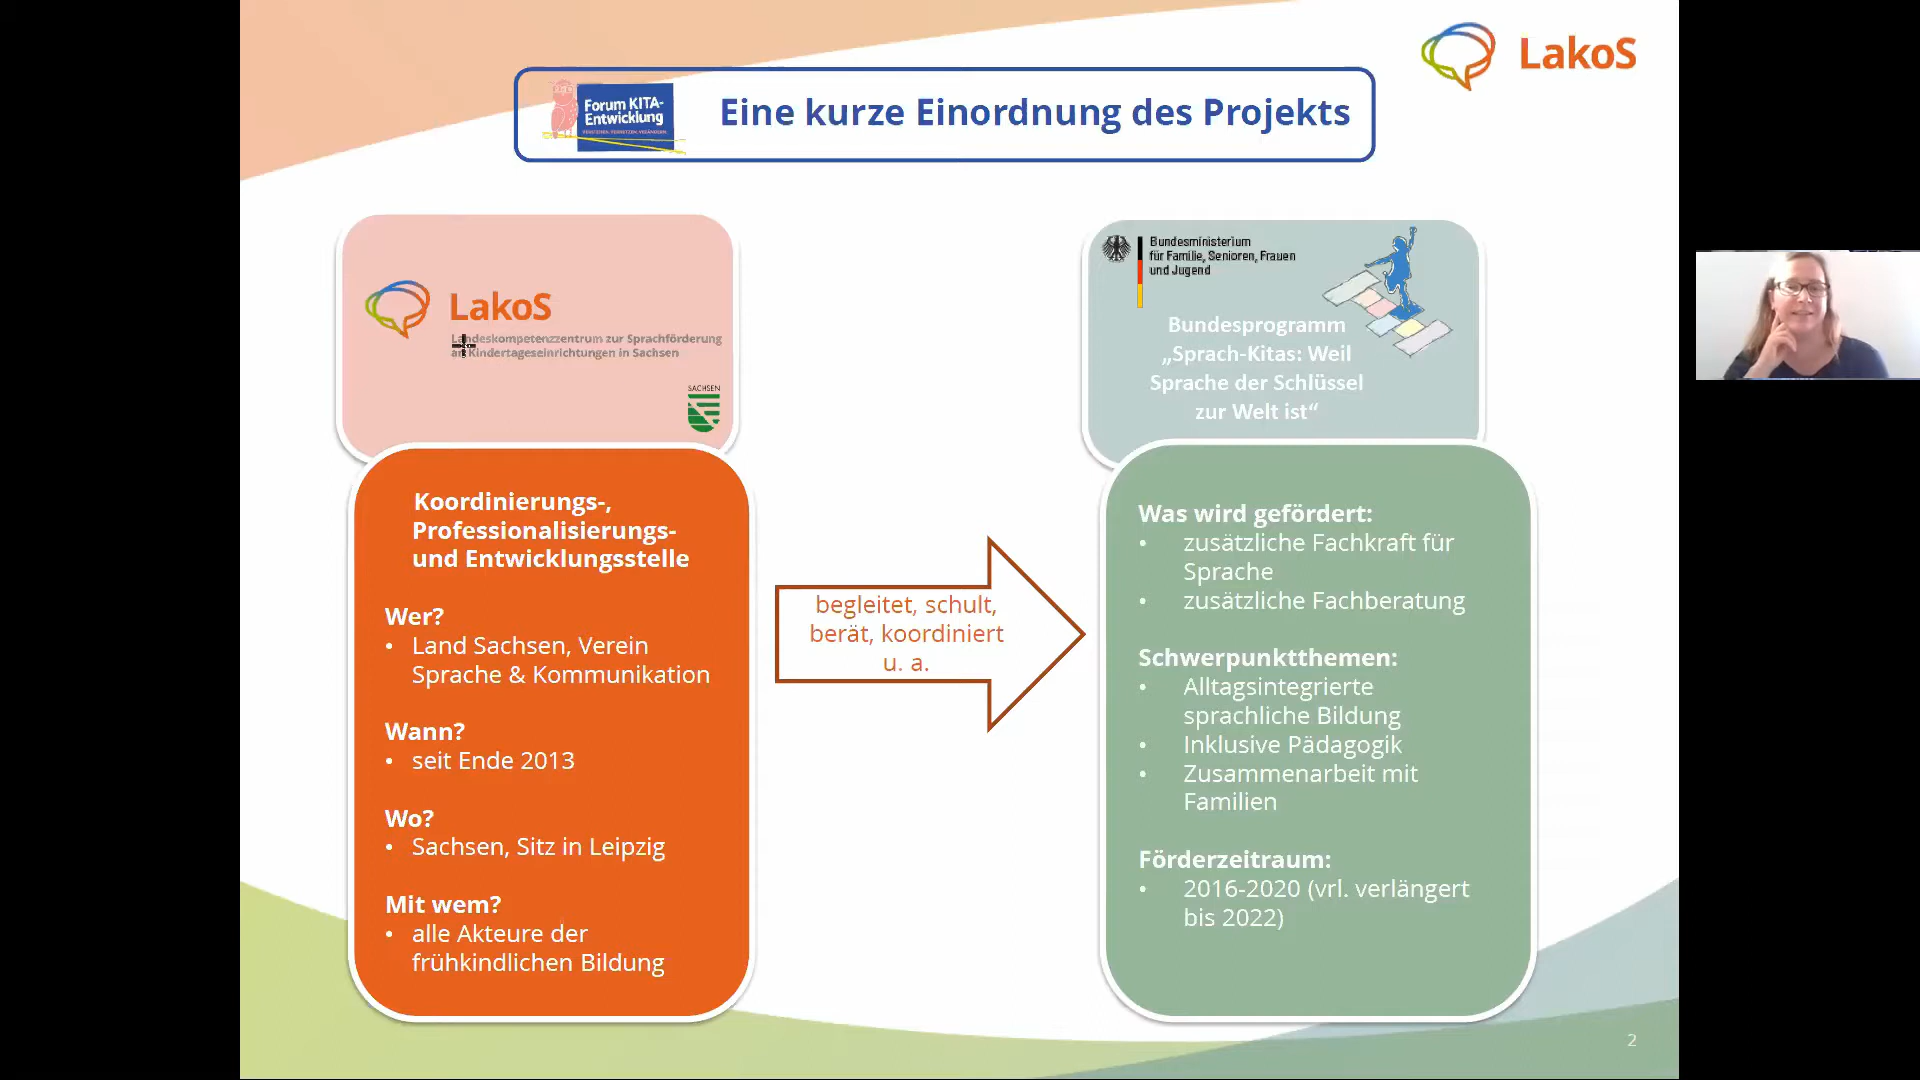 LakoS
Forum KITA-
Entwicklung
Eine kurze Einordnung des Projekts
LakoS
Landeskompetenzzentrum zur Sprachförderung
an Kindertageseinrichtungen in Sachsen
SACHSEN
Koordinierungs-,
Professionalisierungs-
und Entwicklungsstelle
Wer?
• Land Sachsen, Verein
Sprache & Kommunikation
Wann?
• seit Ende 2013
Wo?
• Sachsen, Sitz in Leipzig
Mit wem?
• alle Akteure der
frühkindlichen Bildung
begleitet, schult,
berät, koordiniert
u. a.
Bundesministerium
für Familie, Senioren, Frauen
und Jugend
Bundesprogramm
„Sprach-Kitas: Weil
Sprache der Schlüssel
zur Welt ist“
Was wird gefördert:
• zusätzliche Fachkraft für
Sprache
• zusätzliche Fachberatung
Schwerpunktthemen:
• Alltagsintegrierte
sprachliche Bildung
• Inklusive Pädagogik
• Zusammenarbeit mit
Familien
Förderzeitraum:
• 2016-2020 (vrl. verlängert
bis 2022)
2